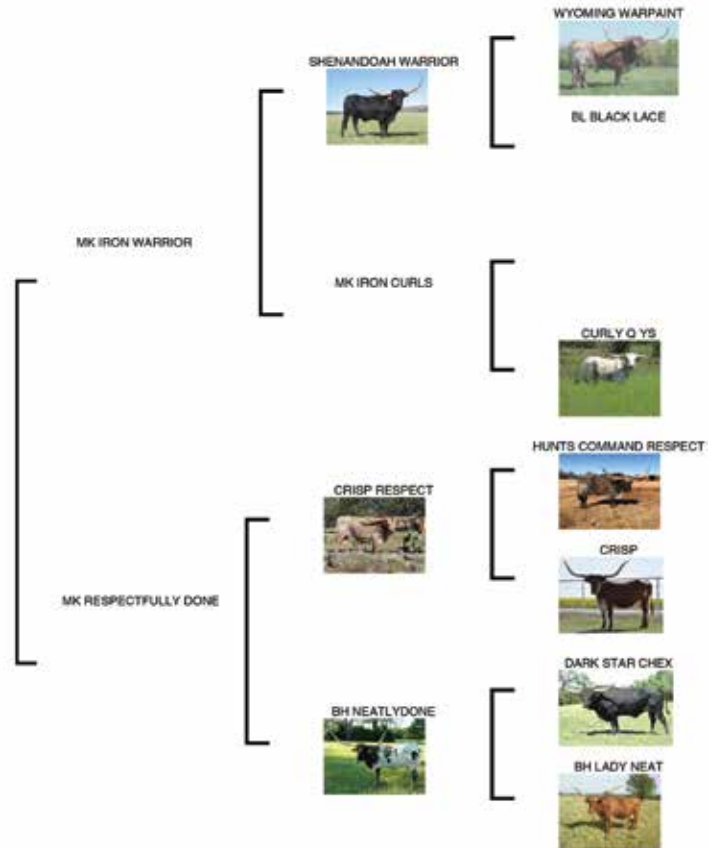 WYOMING WARPAINT
SHENANDOAH WARRIOR
BL BLACK LACE
MK IRON WARRIOR
MK IRON CURLS
CURLY Q YS
HUNTS COMMAND RESPECT
CRISP RESPECT
CRISP
MK RESPECTFULLY DONE
DARK STAR CHEX
BH NEATLYDONE
BH LADY NEAT